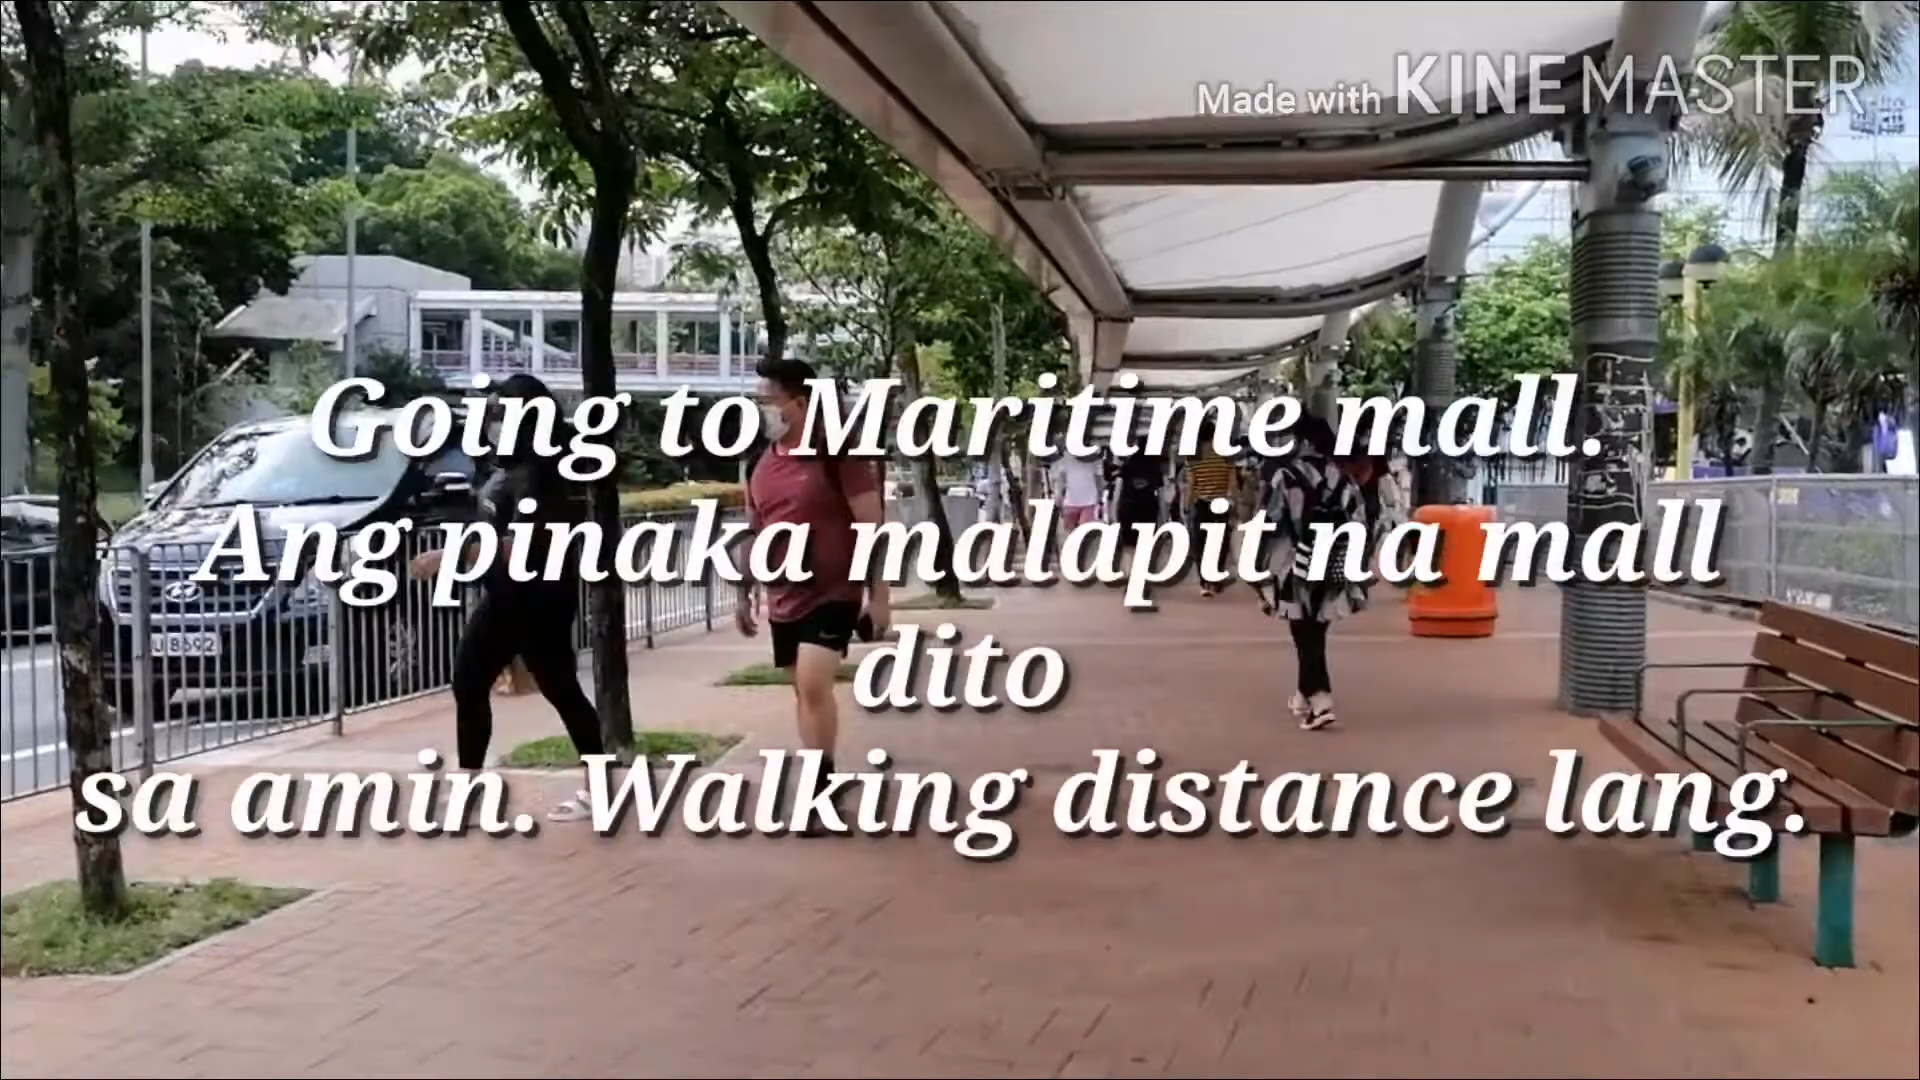 Made with KINEMASTER
Going to Maritime mall.
Ang pinaka malapit na mall
dito
sa amin. Walking distance lang.